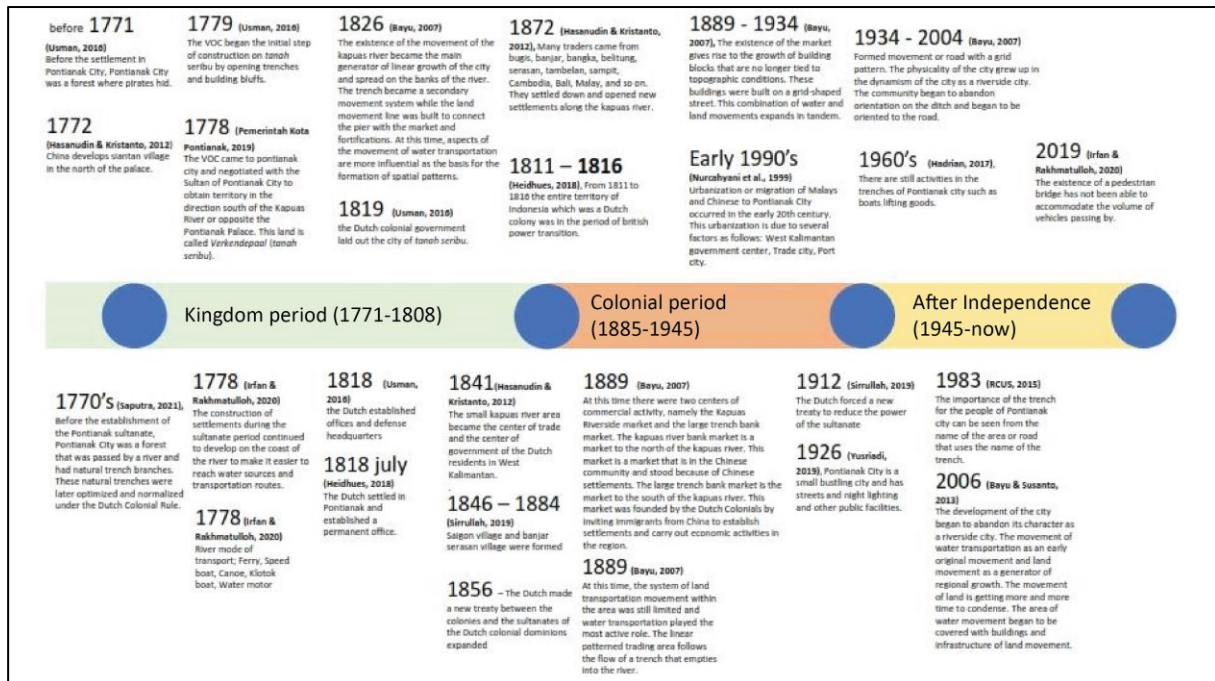 before 1771
(Usman, 2016)
Before the settlement in
Pontianak City, Pontianak City
was a forest where pirates hid.
1772
(Hasanudin & Kristanto, 2012)
China develops siantan village
in the north of the palace.
1779 (Usman, 2016)
The VOC began the initial step
of construction on tanah
seribu by opening trenches
and building bluffs.
1778 (Pemerintah Kota
Pontianak, 2019)
The VOC came to pontianak
city and negotiated with the
Sultan of Pontianak City to
obtain territory in the
direction south of the Kapuas
River or opposite the
Pontianak Palace. This land is
called Verkendepaal (tanah
seribu).
1826 (Bayu, 2007)
The existence of the movement of the
kapuas river became the main
generator of linear growth of the city
and spread on the banks of the river.
The trench became a secondary
movement system while the land
movement line was built to connect
the pier with the market and
fortifications. At this time, aspects of
the movement of water transportation
are more influential as the basis for the
formation of spatial patterns.
1819 (Usman, 2016)
the Dutch colonial government
laid out the city of tanah seribu.
1872 (Hasanudin & Kristanto,
2012), Many traders came from
bugis, banjar, bangka, belitung,
serasan, tambelan, sampit,
Cambodia, Bali, Malay, and so on.
They settled down and opened new
settlements along the kapuas river.
1811 – 1816
(Heidhues, 2018), From 1811 to
1816 the entire territory of
Indonesia which was a Dutch
colony was in the period of british
power transition.
1889 - 1934 (Bayu,
2007), The existence of the market
gives rise to the growth of building
blocks that are no longer tied to
topographic conditions. These
buildings were built on a grid-shaped
street. This combination of water and
land movements expands in tandem.
Early 1990's
(Nurcahyani et al., 1999)
Urbanization or migration of Malays
and Chinese to Pontianak City
occurred in the early 20th century.
This urbanization is due to several
factors as follows: West Kalimantan
government center, Trade city, Port
city.
1934 - 2004 (Bayu, 2007)
Formed movement or road with a grid
pattern. The physicality of the city grew up
in the dynamism of the city as a riverside city.
The community began to abandon
orientation on the ditch and began to be
oriented to the road.
1960's (Hadrian, 2017),
There are still activities in the
trenches of Pontianak city such as
boats lifting goods.
2019 (Irfan &
Rakhmatulloh, 2020)
The existence of a pedestrian
bridge has not been able to
accommodate the volume of
vehicles passing by.
Kingdom period (1771-1808)
Colonial period
(1885-1945)
After Independence
(1945-now)
1770's (Saputra, 2021),
Before the establishment of
the Pontianak sultanate,
Pontianak City was a forest
that was passed by a river and
had natural trench branches.
These natural trenches were
later optimized and normalized
under the Dutch Colonial Rule.
1778 (Irfan &
Rakhmatulloh, 2020)
The construction of
settlements during the
sultanate period continued
to develop on the coast of
the river to make it easier to
reach water sources and
transportation routes.
1778 (Irfan &
Rakhmatulloh, 2020)
River mode of
transport; Ferry, Speed
boat, Canoe, Klotok
boat, Water motor
1818 (Usman,
2016)
the Dutch established
offices and defense
headquarters
1818 july
(Heidhues, 2018)
The Dutch settled in
Pontianak and
established a
permanent office.
1841(Hasanudin &
Kristanto, 2012)
The small kapuas river area
became the center of trade
and the center of
government of the Dutch
residents in West
Kalimantan.
.
1846 – 1884
(Sirrullah, 2019)
Saigon village and banjar
serasan village were formed
1856 – The Dutch made
a new treaty between the
colonies and the sultanates of
the Dutch colonial dominions
expanded
1889 (Bayu, 2007)
At this time there were two centers of
commercial activity, namely the Kapuas
Riverside market and the large trench bank
market. The kapuas river bank market is a
market to the north of the kapuas river. This
market is a market that is in the Chinese
community and stood because of Chinese
settlements. The large trench bank market is the
market to the south of the kapuas river. This
market was founded by the Dutch Colonials by
inviting immigrants from China to establish
settlements and carry out economic activities in
the region.
1889 (Bayu, 2007)
At this time, the system of land
transportation movement within
the area was still limited and
water transportation played the
most active role. The linear
patterned trading area follows
the flow of a trench that empties
into the river.
1912 (Sirrullah, 2019)
The Dutch forced a new
treaty to reduce the power
of the sultanate
1926 (Yusriadi,
2019), Pontianak City is a
small bustling city and has
streets and night lighting
and other public facilities.
1983 (RCUS, 2015)
The importance of the trench
for the people of Pontianak
city can be seen from the
name of the area or road
that uses the name of the
trench.
2006 (Bayu & Susanto,
2013)
The development of the city
began to abandon its character as
a riverside city. The movement of
water transportation as an early
original movement and land
movement as a generator of
regional growth. The movement
of land is getting more and more
time to condense. The area of
water movement began to be
covered with buildings and
infrastructure of land movement.